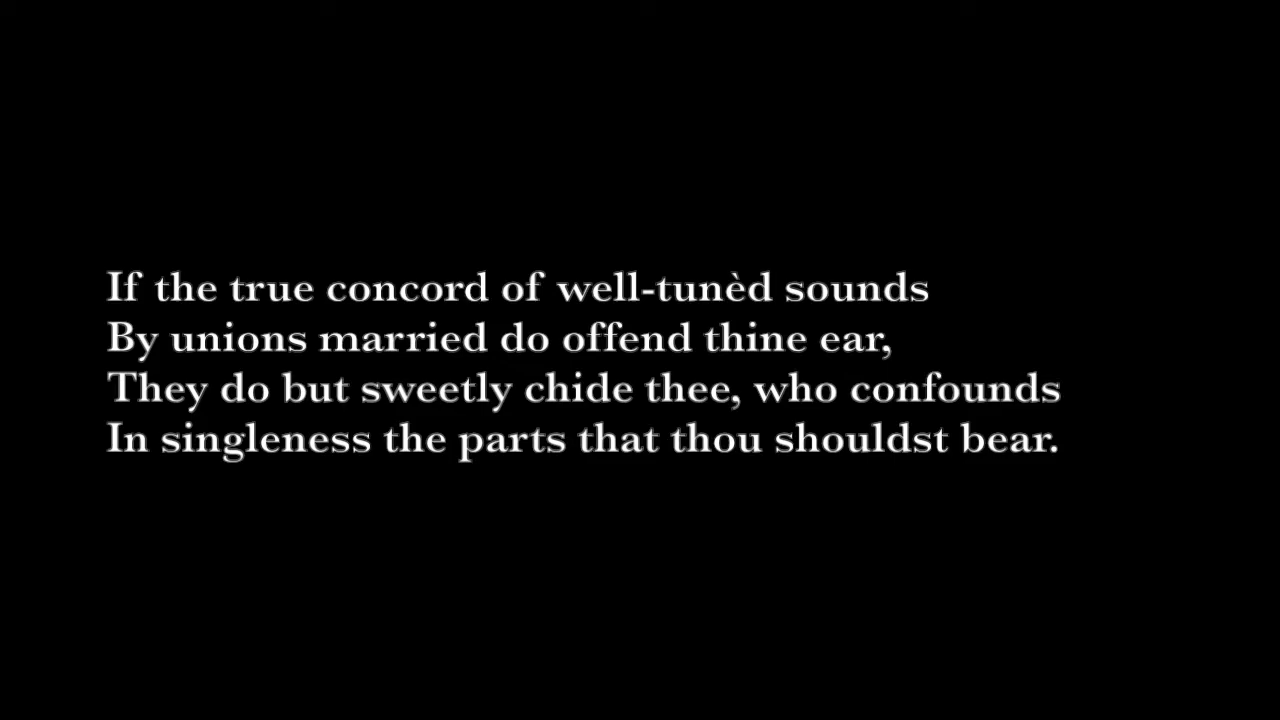 If the true concord of well-tunèd sounds
By unions married do offend thine ear,
They do but sweetly chide thee, who confounds
In singleness the parts that thou shouldst bear.